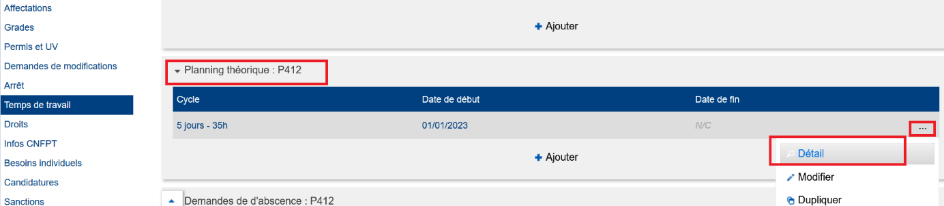 Affectations
Grades
Permis et UV
Demandes de modifications
Arrêt
Temps de travail
Droits
Infos CNFPT
Besoins individuels
Candidatures
Sanctions
Ajouter
Planning théorique : P412
Cycle Date de début Date de fin
5 jours - 35h 01/01/2023 N/C ...
Ajouter
Détail
Modifier
Dupliquer
Demandes de d'abscence : P412